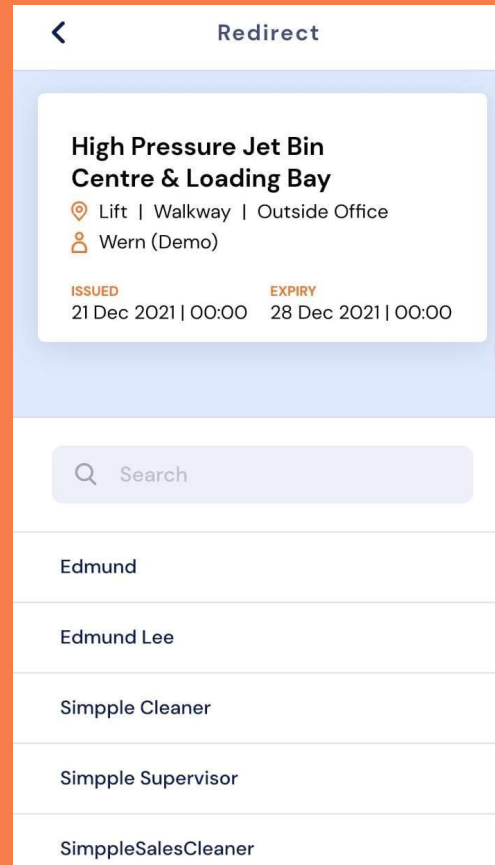 Redirect
High Pressure Jet Bin
Centre & Loading Bay
Lift | Walkway | Outside Office
Wern (Demo)
ISSUED EXPIRY
21 Dec 2021 | 00:00 28 Dec 2021 | 00:00
Search
Edmund
Edmund Lee
Simpple Cleaner
Simpple Supervisor
SimppleSalesCleaner